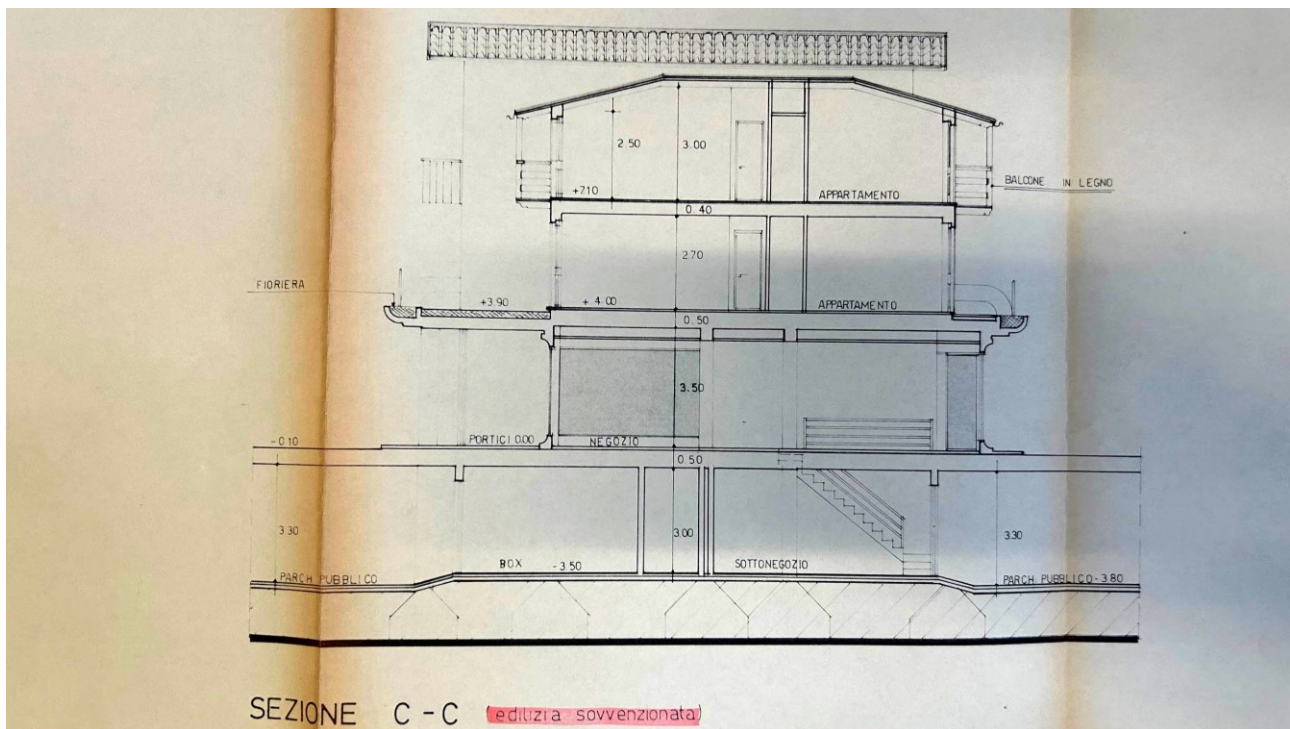 2.50
3.00
+7.10
APPARTAMENTO
BALCONE IN LEGNO
0.40
2.70
FIORIERA
+3.90
+ 4.00
APPARTAMENTO
0.50
3.50
-0.10
PORTICI 0.00
NEGOZIO
0.50
3.30
3.00
3.30
BOX
-3.50
SOTTONEGOZIO
PARCH. PUBBLICO
PARCH. PUBBLICO -3.80
SEZIONE C-C (edilizia sovvenzionata)